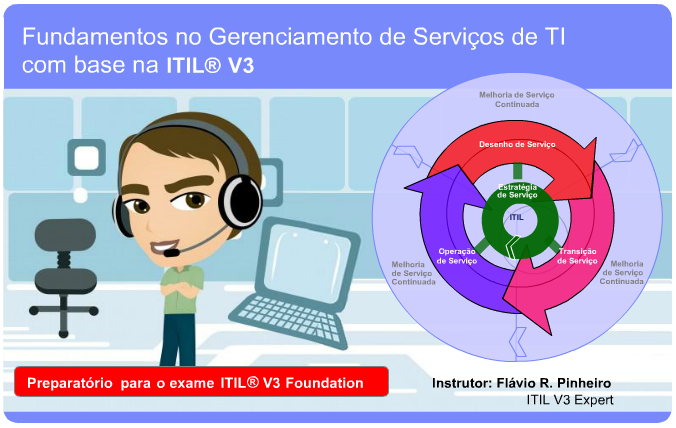 Fundamentos no Gerenciamento de Serviços de TI
com base na ITIL® V3
Melhoria de Serviço
Continuada
Desenho de Serviço
Estratégia
de Serviço
ITIL
Operação
de Serviço
Transição
de Serviço
Melhoria
de Serviço
Continuada
Melhoria
de Serviço
Continuada
Preparatório para o exame ITIL® V3 Foundation
Instrutor: Flávio R. Pinheiro
ITIL V3 Expert